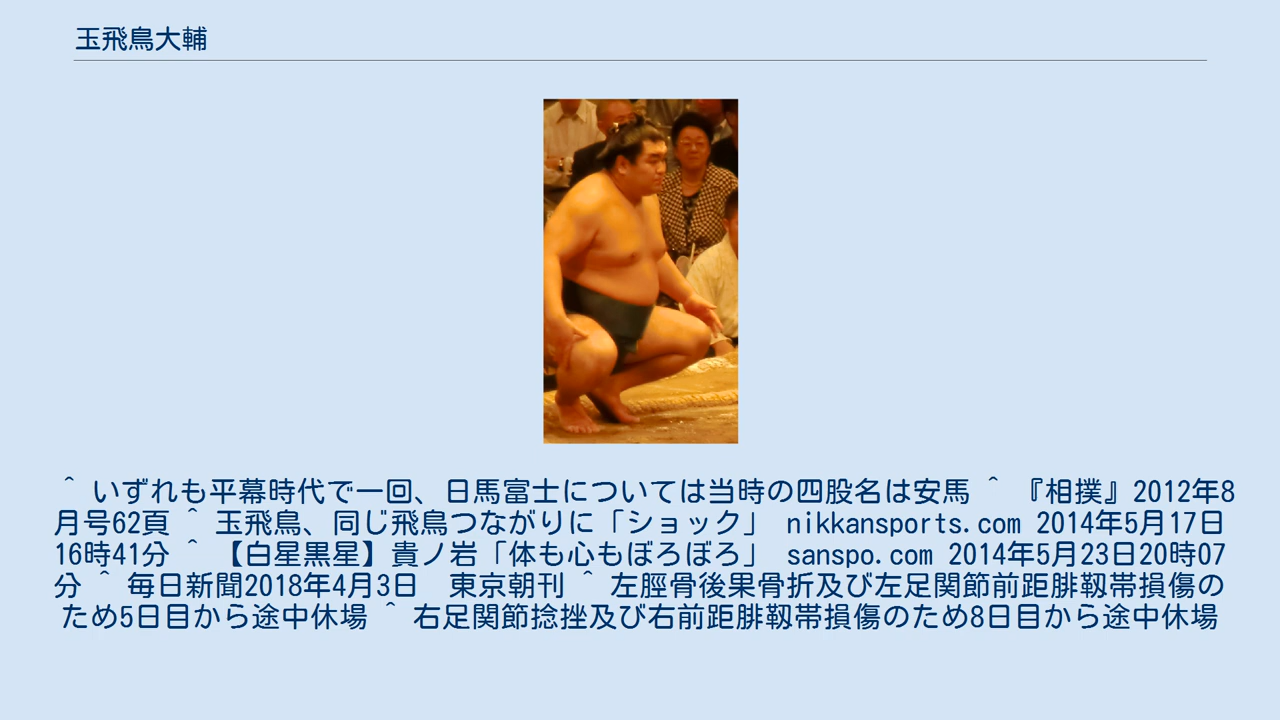 玉飛鳥大輔
^ いずれも平幕時代で一回、日馬富士については当時の四股名は安馬 ^ 『相撲』2012年8
月号62頁 ^ 玉飛鳥、同じ飛鳥つながりに「ショック」 nikkansports.com 2014年5月17日
16時41分 ^ 【白星黒星】貴ノ岩「体も心もぼろぼろ」 sanspo.com 2014年5月23日20時07
分 ^ 毎日新聞2018年4月3日　東京朝刊 ^ 左脛骨後果骨折及び左足関節前距腓靱帯損傷の
ため5日目から途中休場 ^ 右足関節捻挫及び右前距腓靱帯損傷のため8日目から途中休場